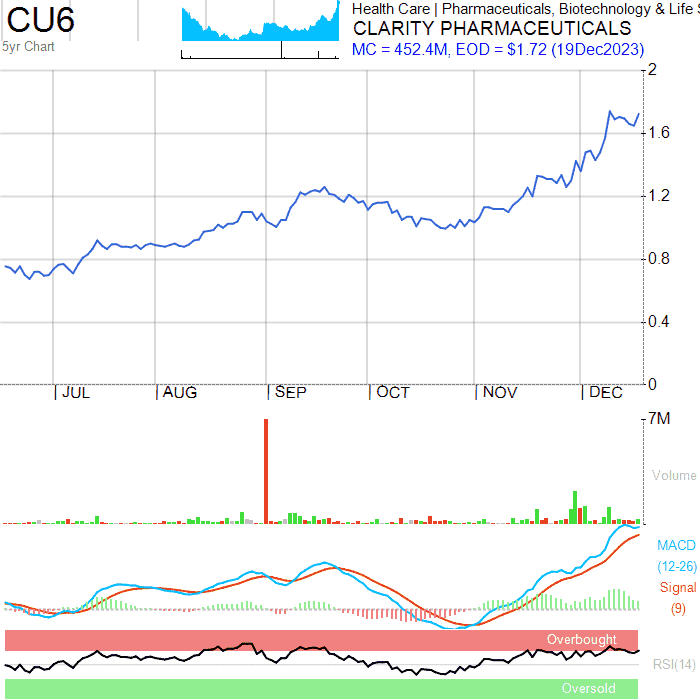 CU6
5yr Chart
Health Care | Pharmaceuticals, Biotechnology & Life S
CLARITY PHARMACEUTICALS
MC = 452.4M, EOD = $1.72 (19Dec2023)
2
1.6
1.2
0.8
0.4
0
| JUL | AUG | SEP | OCT | NOV | DEC
7M
Volume
MACD
(12-26)
Signal
(9)
Overbought
RSI(14)
Oversold